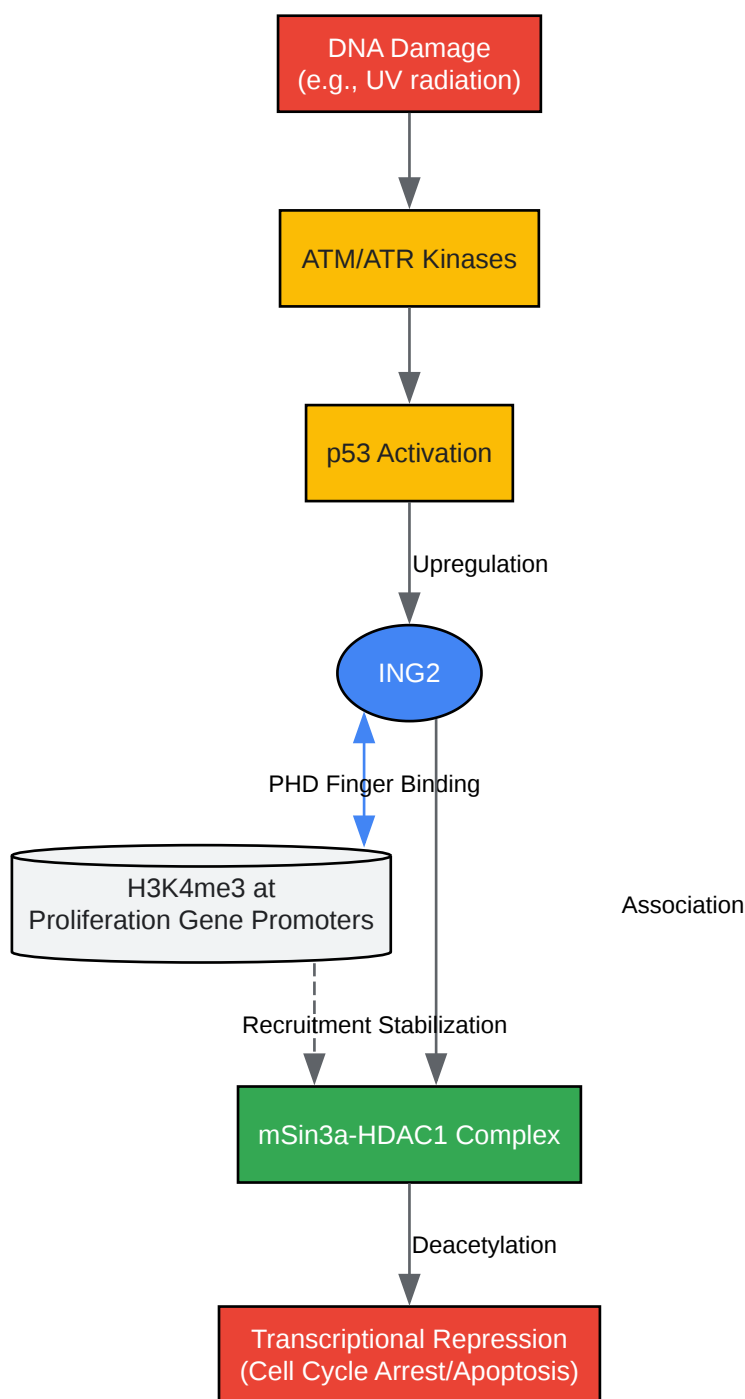 DNA Damage
(e.g., UV radiation)
ATM/ATR Kinases
p53 Activation
Upregulation
ING2
PHD Finger Binding
H3K4me3 at
Proliferation Gene Promoters
Association
Recruitment Stabilization
mSin3a-HDAC1 Complex
Deacetylation
Transcriptional Repression
(Cell Cycle Arrest/Apoptosis)